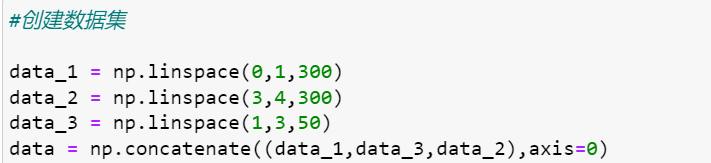 #创建数据集
data_1 = np.linspace(0,1,300)
data_2 = np.linspace(3,4,300)
data_3 = np.linspace(1,3,50)
data = np.concatenate((data_1,data_3,data_2),axis=0)